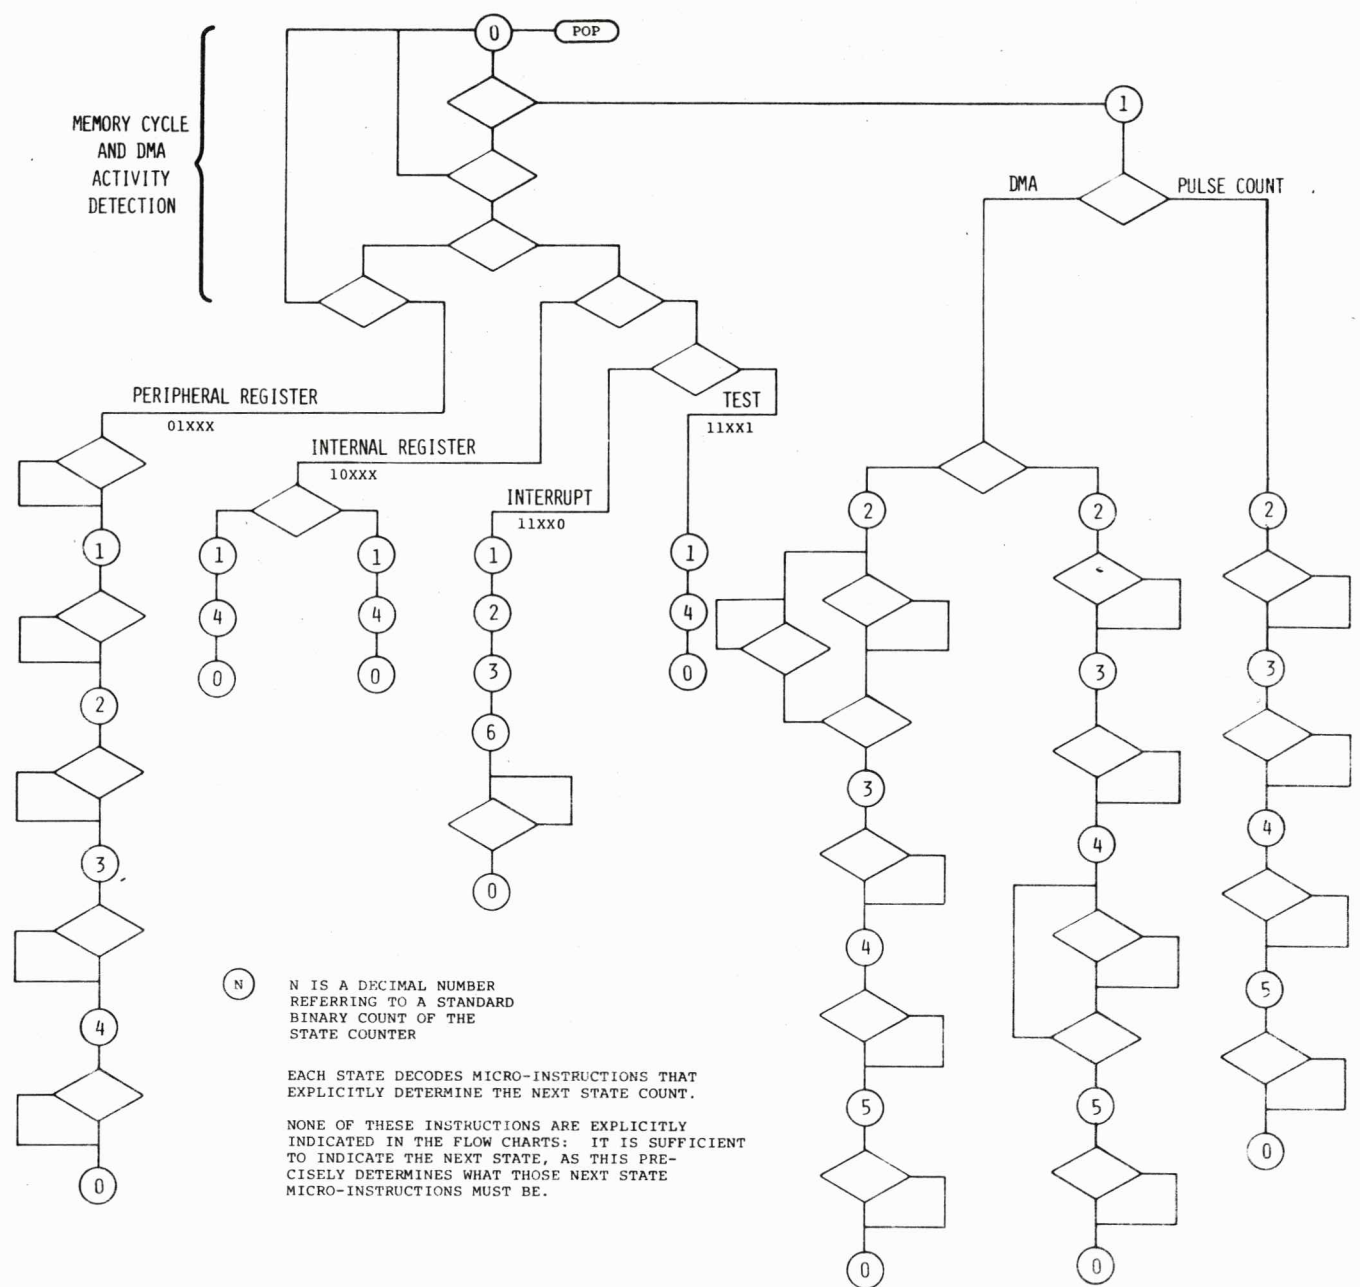 0
POP
MEMORY CYCLE
AND DMA
ACTIVITY
DETECTION
1
DMA
PULSE COUNT
PERIPHERAL REGISTER
01XXX
INTERNAL REGISTER
10XXX
INTERRUPT
11XX0
TEST
11XX1
1
2
3
4
0
1
4
0
1
4
0
1
2
3
6
0
1
4
0
2
3
4
5
0
2
3
4
5
0
2
3
4
5
0
N
N IS A DECIMAL NUMBER
REFERRING TO A STANDARD
BINARY COUNT OF THE
STATE COUNTER
EACH STATE DECODES MICRO-INSTRUCTIONS THAT
EXPLICITLY DETERMINE THE NEXT STATE COUNT.
NONE OF THESE INSTRUCTIONS ARE EXPLICITLY
INDICATED IN THE FLOW CHARTS: IT IS SUFFICIENT
TO INDICATE THE NEXT STATE, AS THIS PRE-
CISELY DETERMINES WHAT THOSE NEXT STATE
MICRO-INSTRUCTIONS MUST BE.